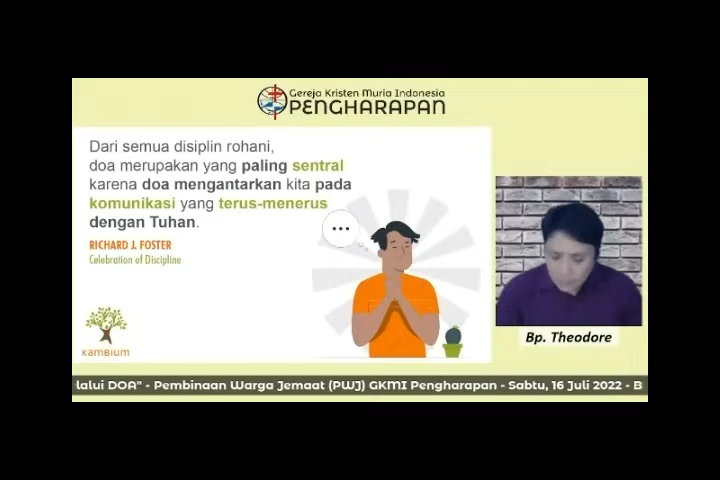 Gereja Kristen Muria Indonesia
PENGHARAPAN
Dari semua disiplin rohani,
doa merupakan yang paling sentral
karena doa mengantarkan kita pada
komunikasi yang terus-menerus
dengan Tuhan.
RICHARD J. FOSTER
Celebration of Discipline
KAMBIUM
Bp. Theodore
lalui DOA" - Pembinaan Warga Jemaat (PWJ) GKMI Pengharapan - Sabtu, 16 Juli 2022 - B